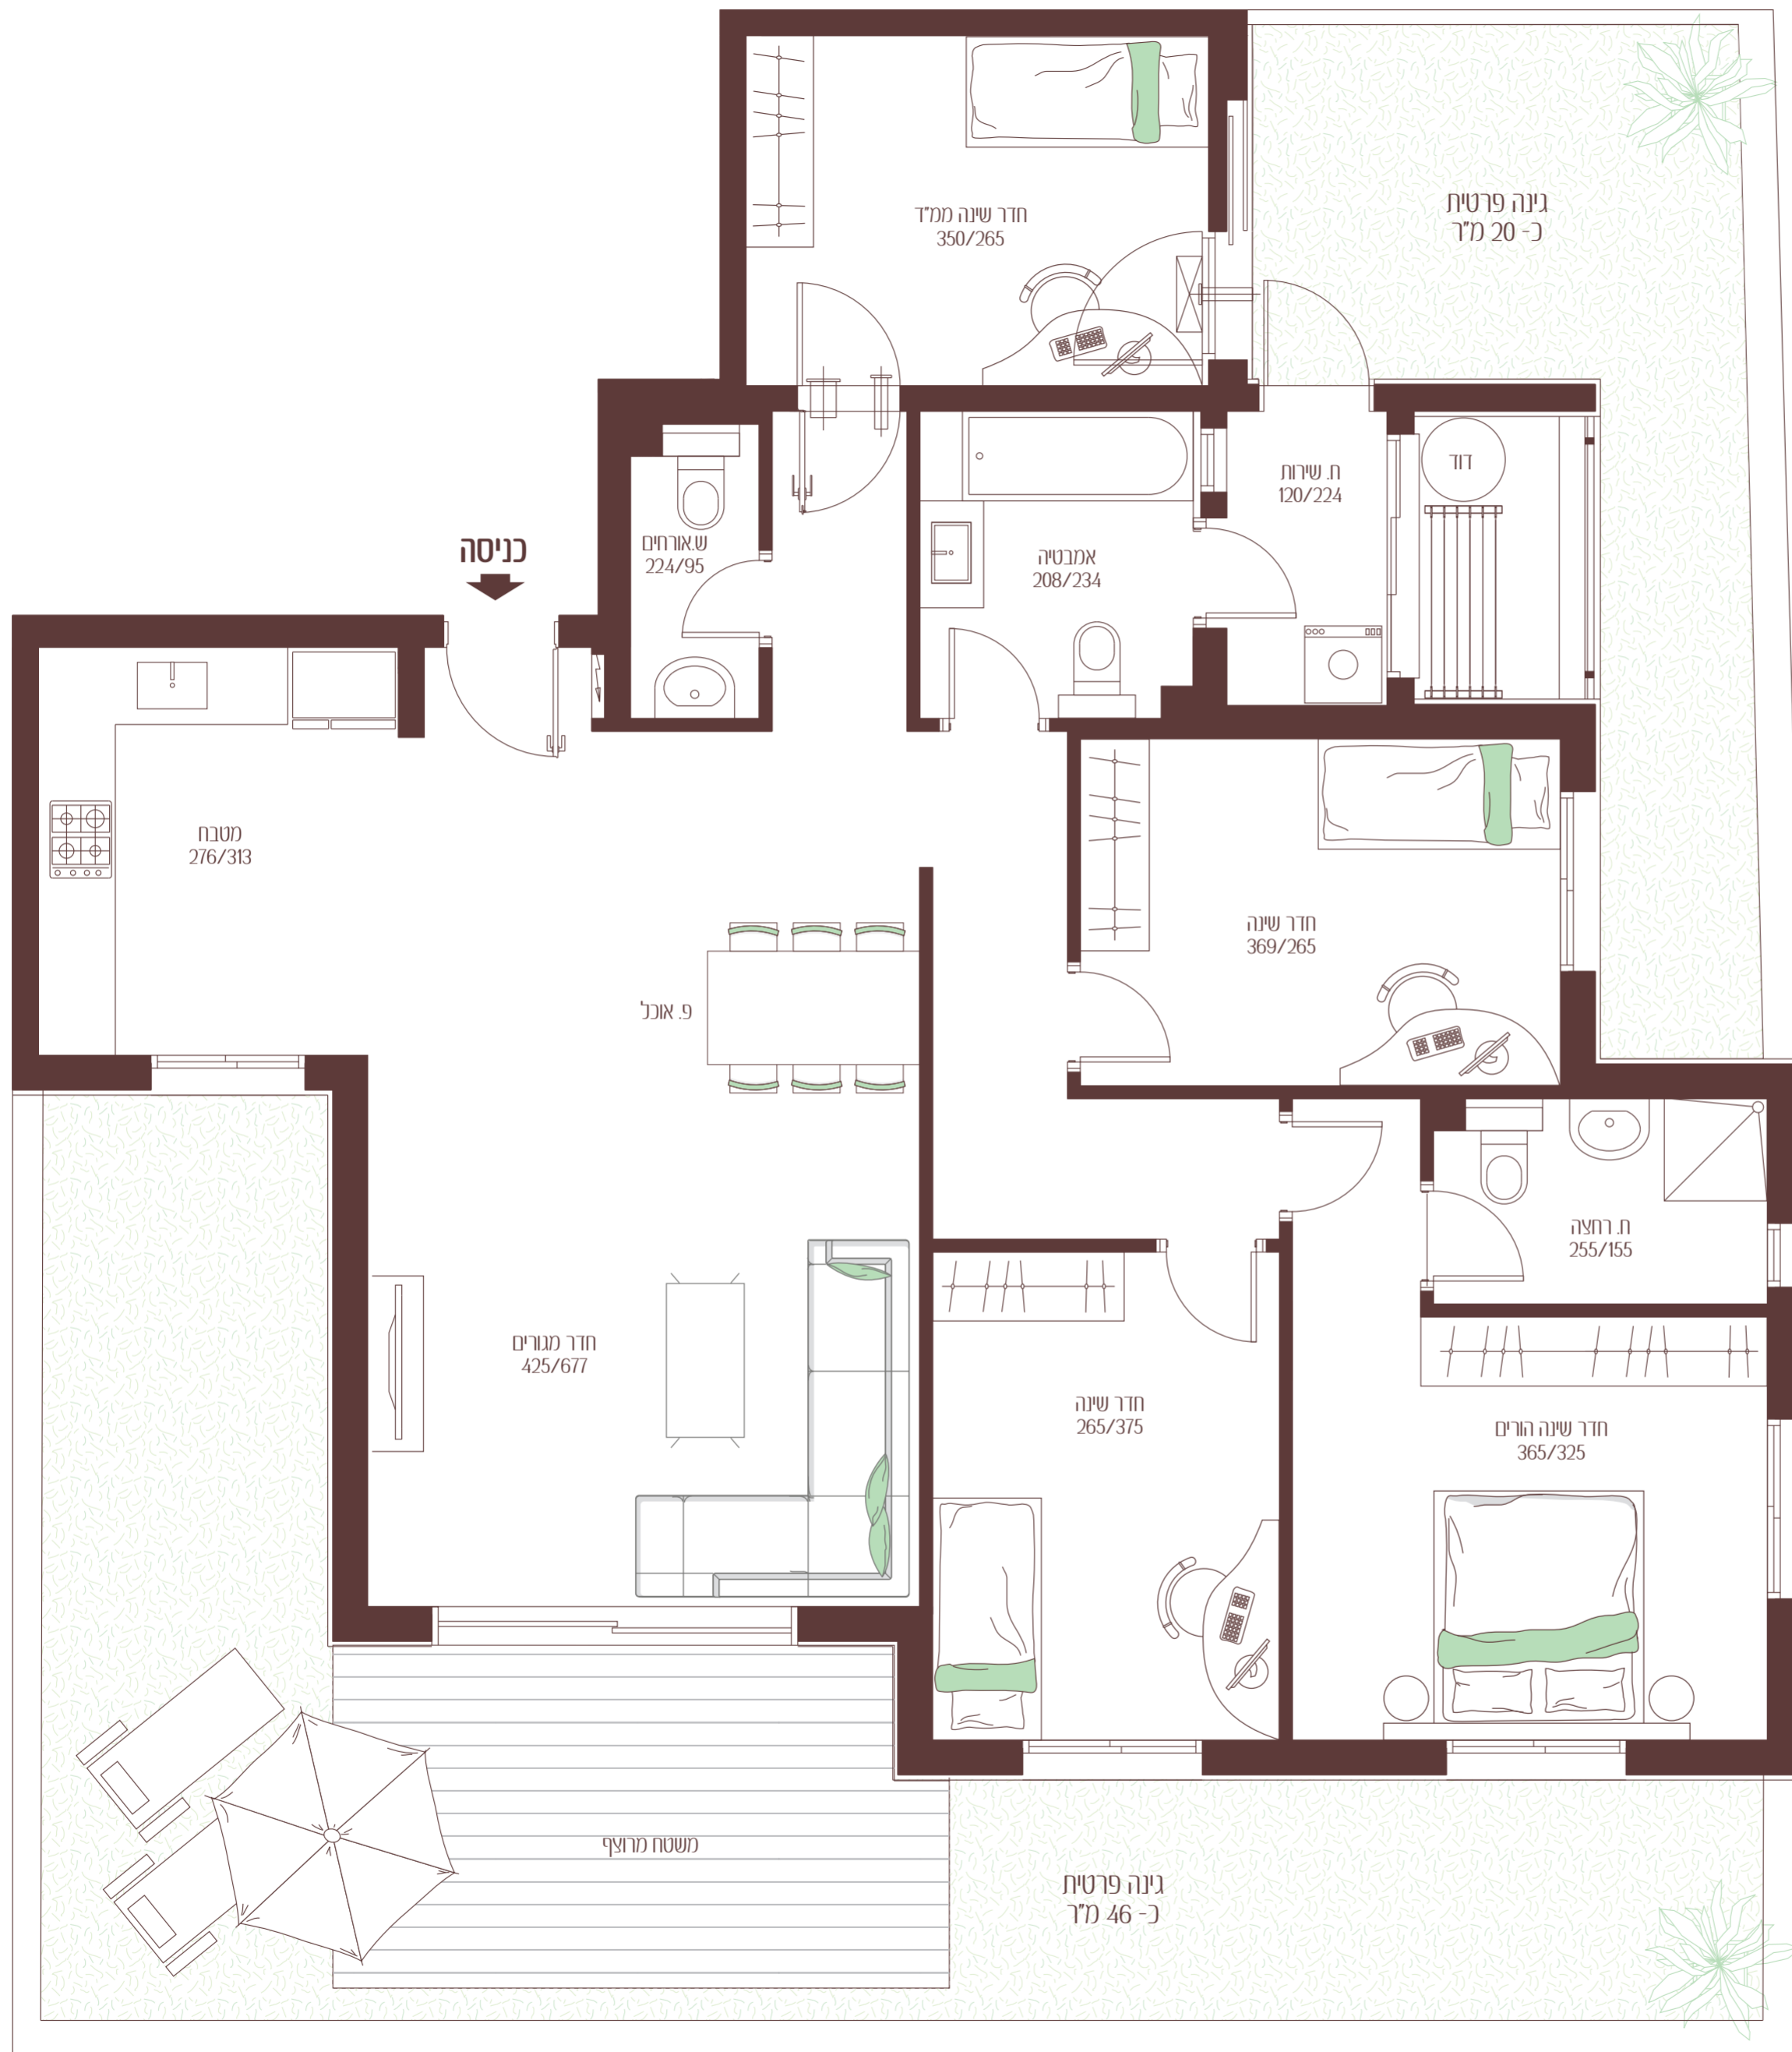 גינה פרטית
כ- 20 מ"ר
חדר שינה ממ"ד
350/265
דוד
ח. שירות
120/224
כניסה
ש.אורחים
224/95
אמבטיה
208/234
מטבח
276/313
חדר שינה
369/265
פ. אוכל
ח. רחצה
255/155
חדר מגורים
425/677
חדר שינה
265/375
חדר שינה הורים
365/325
משטח מרוצף
גינה פרטית
כ- 46 מ"ר